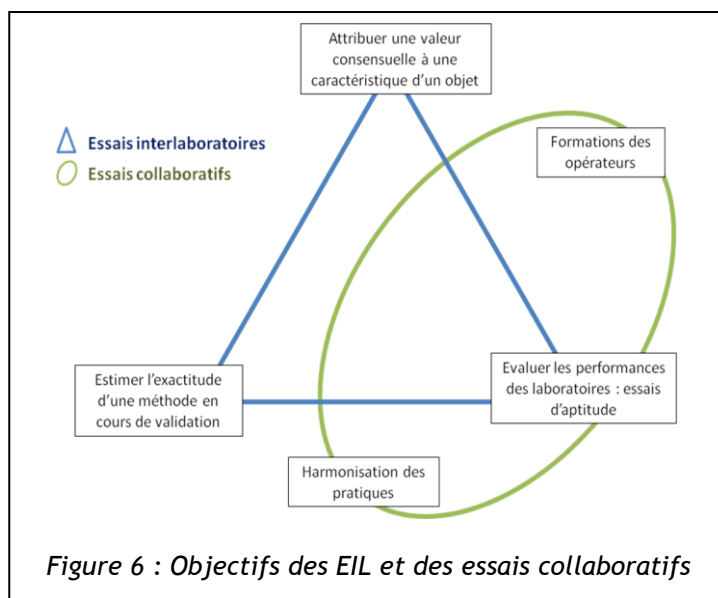 Attribuer une valeur
consensuelle à une
caractéristique d'un objet
Essais interlaboratoires
Essais collaboratifs
Formations des
opérateurs
Estimer l'exactitude
d'une méthode en
cours de validation
Evaluer les performances
des laboratoires : essais
d'aptitude
Harmonisation des
pratiques
Figure 6 : Objectifs des EIL et des essais collaboratifs